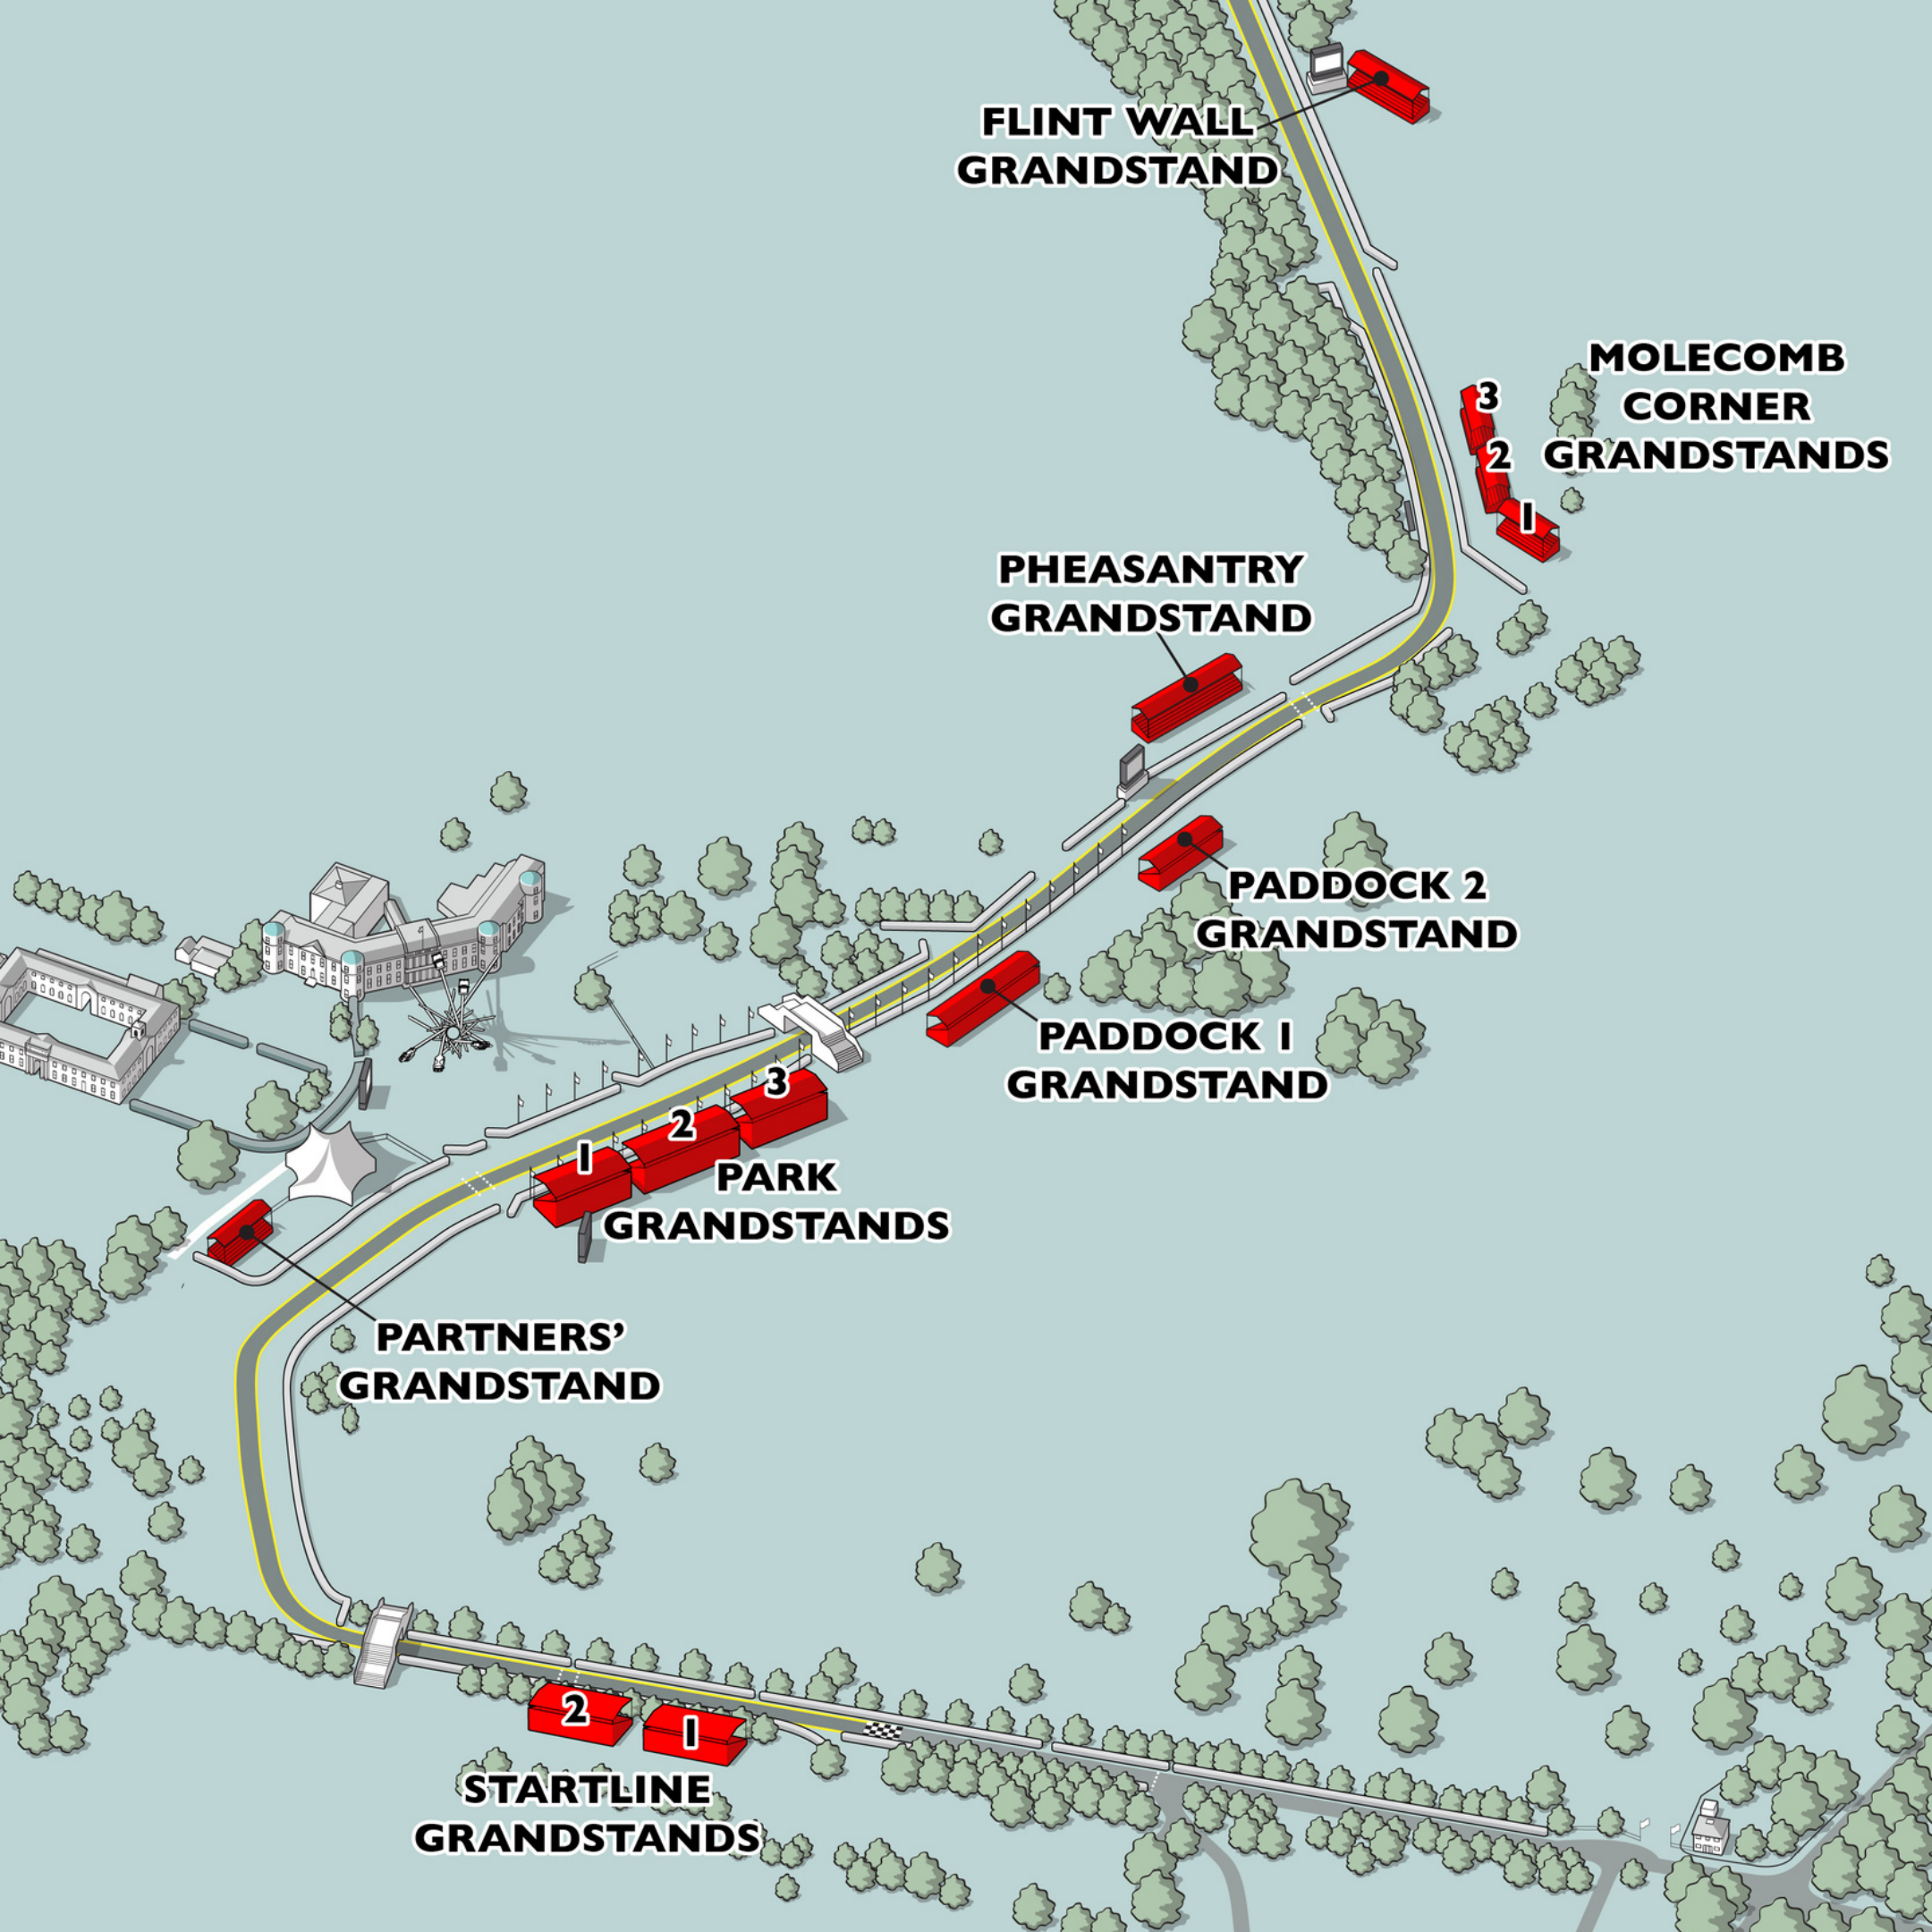 FLINT WALL
GRANDSTAND
MOLECOMB
CORNER
GRANDSTANDS
3
2
1
PHEASANTRY
GRANDSTAND
PADDOCK 2
GRANDSTAND
PADDOCK 1
GRANDSTAND
3
2
1
PARK
GRANDSTANDS
PARTNERS’
GRANDSTAND
2
1
STARTLINE
GRANDSTANDS